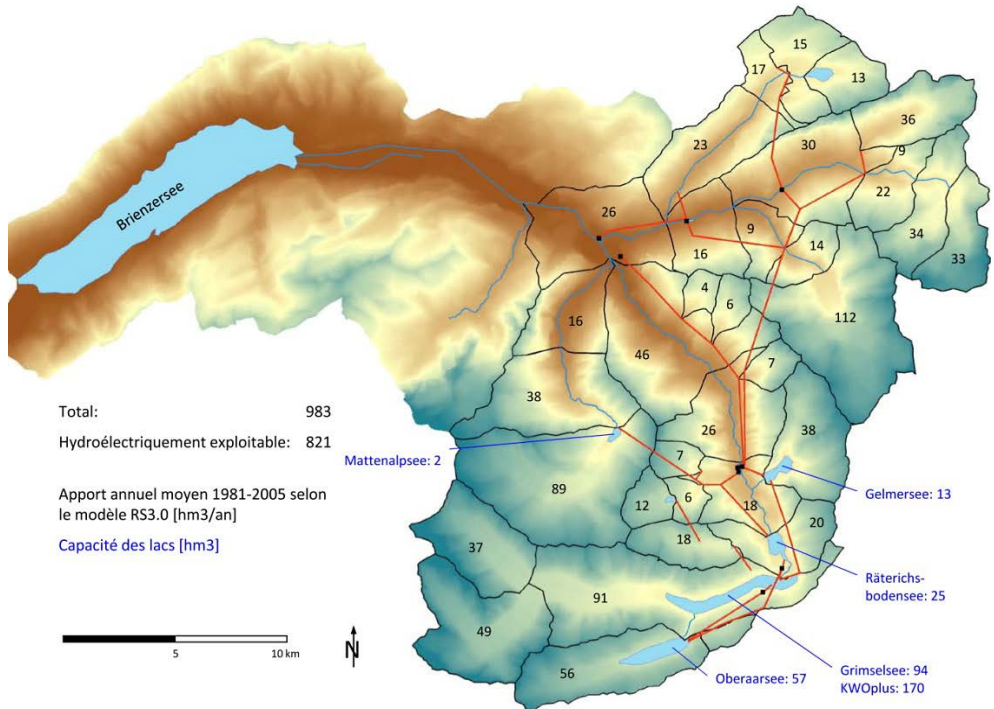 15
17
13
36
23
30
9
22
Brienzersee
26
9
34
16
14
33
4
6
112
16
46
7
38
26
38
Total: 983
Hydroélectriquement exploitable: 821
Mattenalpsee: 2
7
Gelmersee: 13
89
Apport annuel moyen 1981-2005 selon
le modèle RS3.0 [hm3/an]
12
6
18
20
Capacité des lacs [hm3]
37
18
Räterichs-
bodensee: 25
91
49
5
10 km
N
56
Oberaarsee: 57
Grimselsee: 94
KWOplus: 170